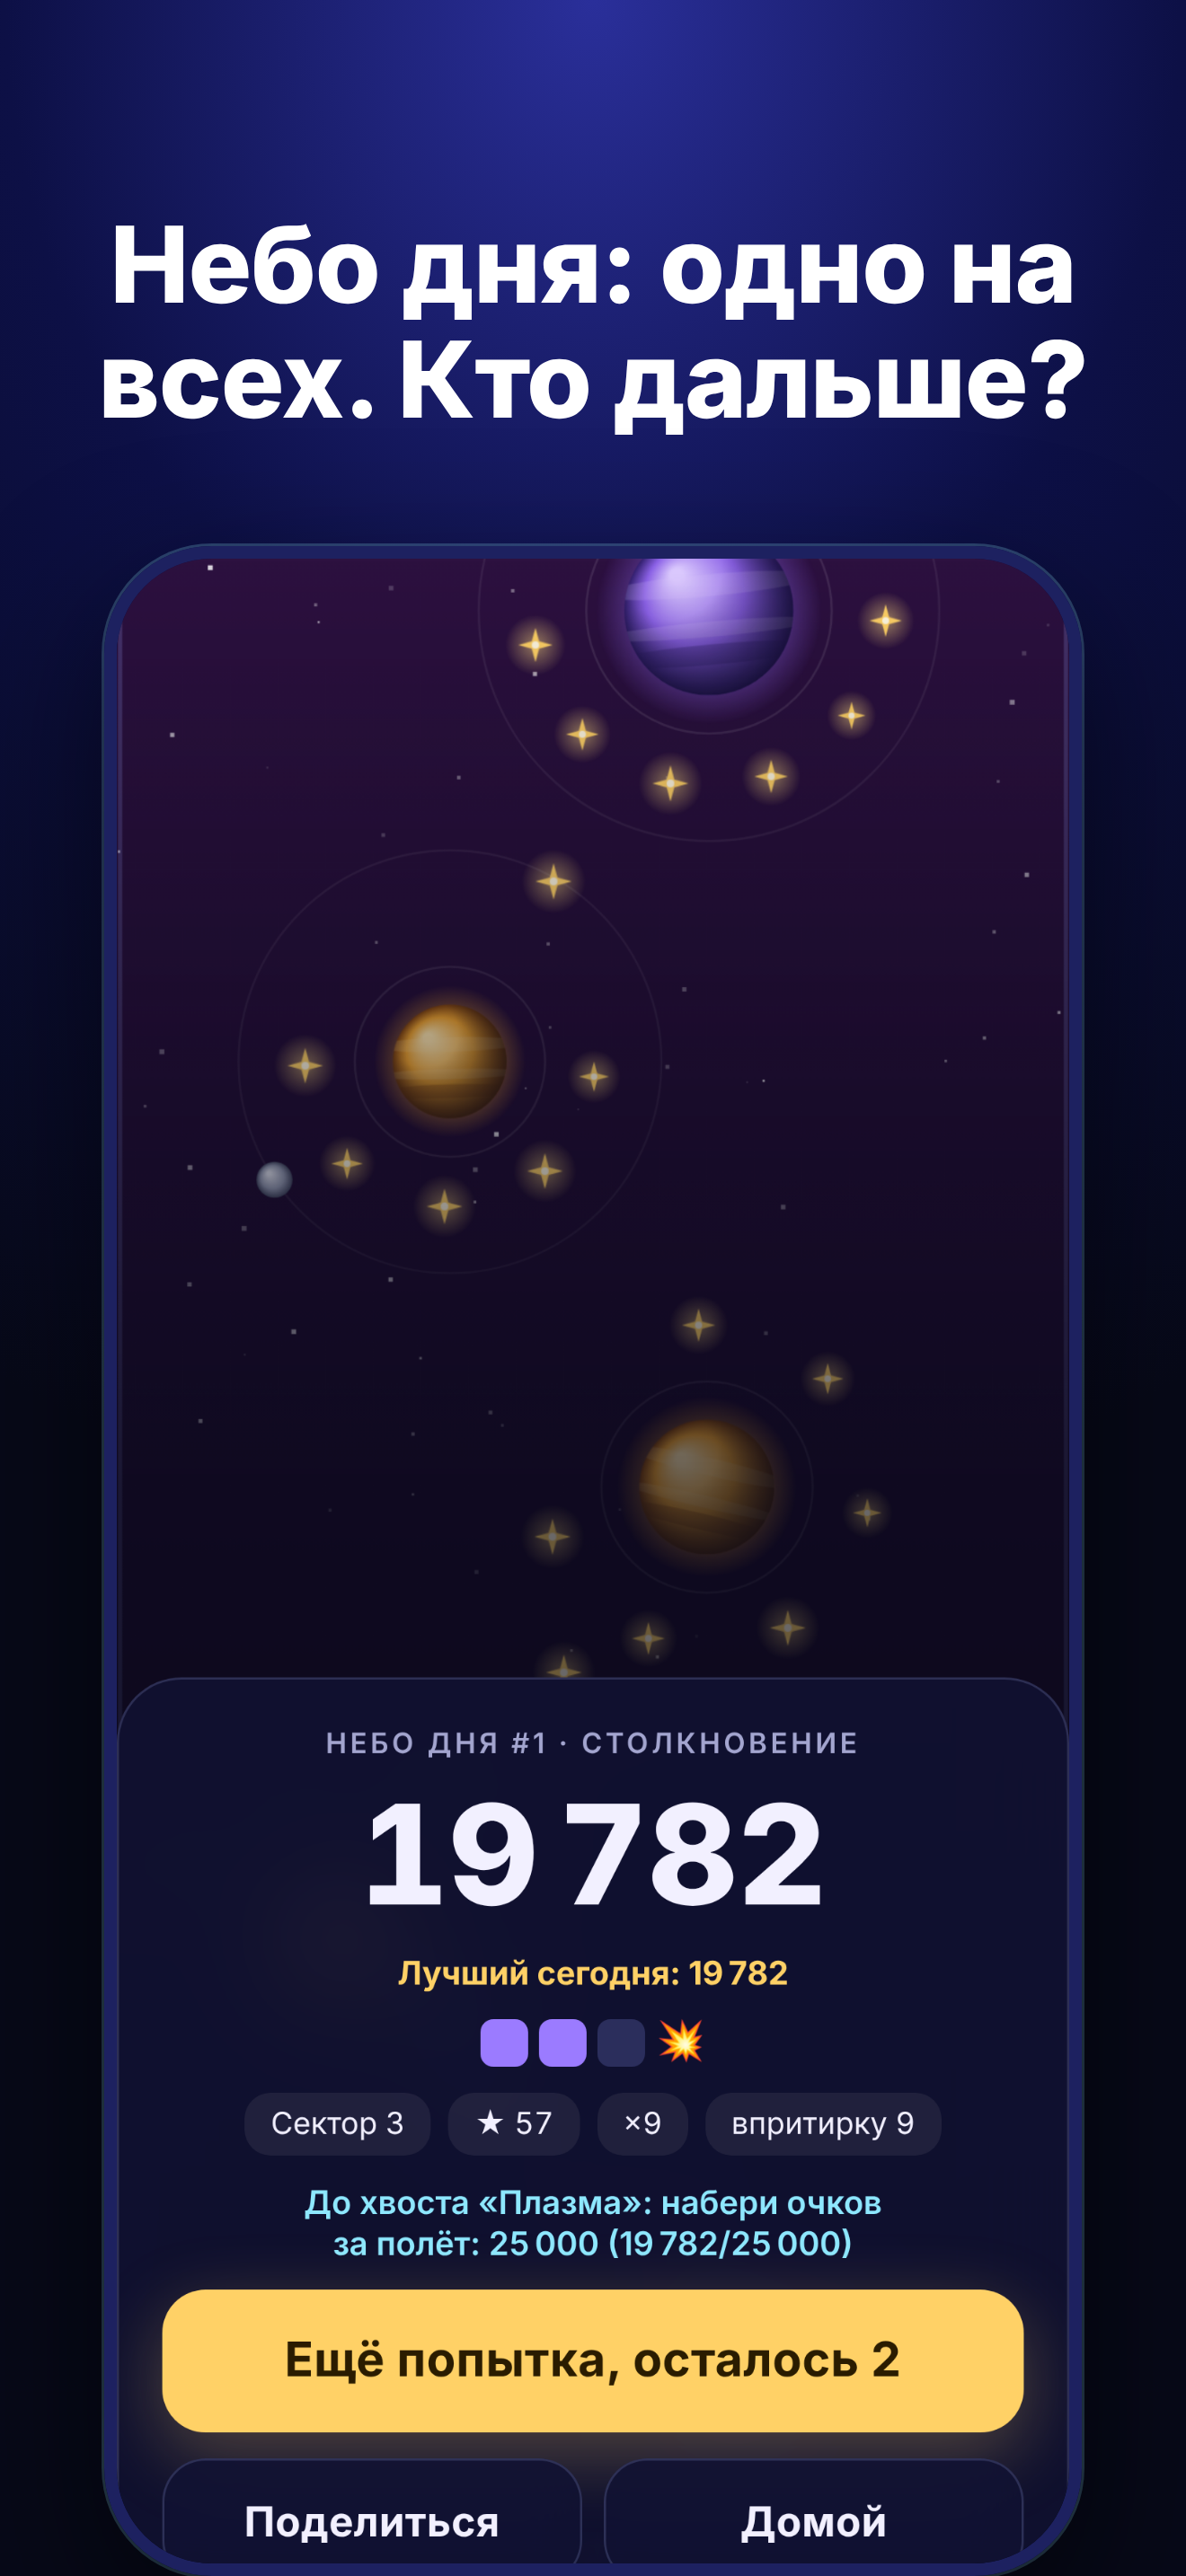 Небо дня: одно на
всех. Кто дальше?
НЕБО ДНЯ #1 · СТОЛКНОВЕНИЕ
19 782
Лучший сегодня: 19 782
Сектор 3
★ 57
×9
впритирку 9
До хвоста «Плазма»: набери очков
за полёт: 25 000 (19 782/25 000)
Ещё попытка, осталось 2
Поделиться
Домой